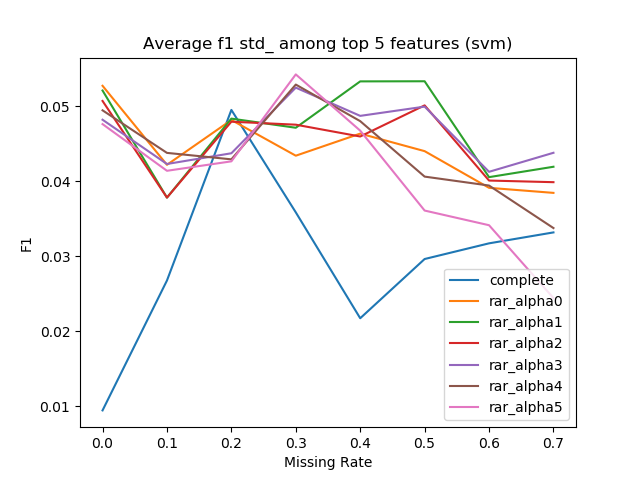 Average f1 std_ among top 5 features (svm)
F1
0.05
0.04
0.03
0.02
0.01
complete
rar_alpha0
rar_alpha1
rar_alpha2
rar_alpha3
rar_alpha4
rar_alpha5
0.0 0.1 0.2 0.3 0.4 0.5 0.6 0.7
Missing Rate